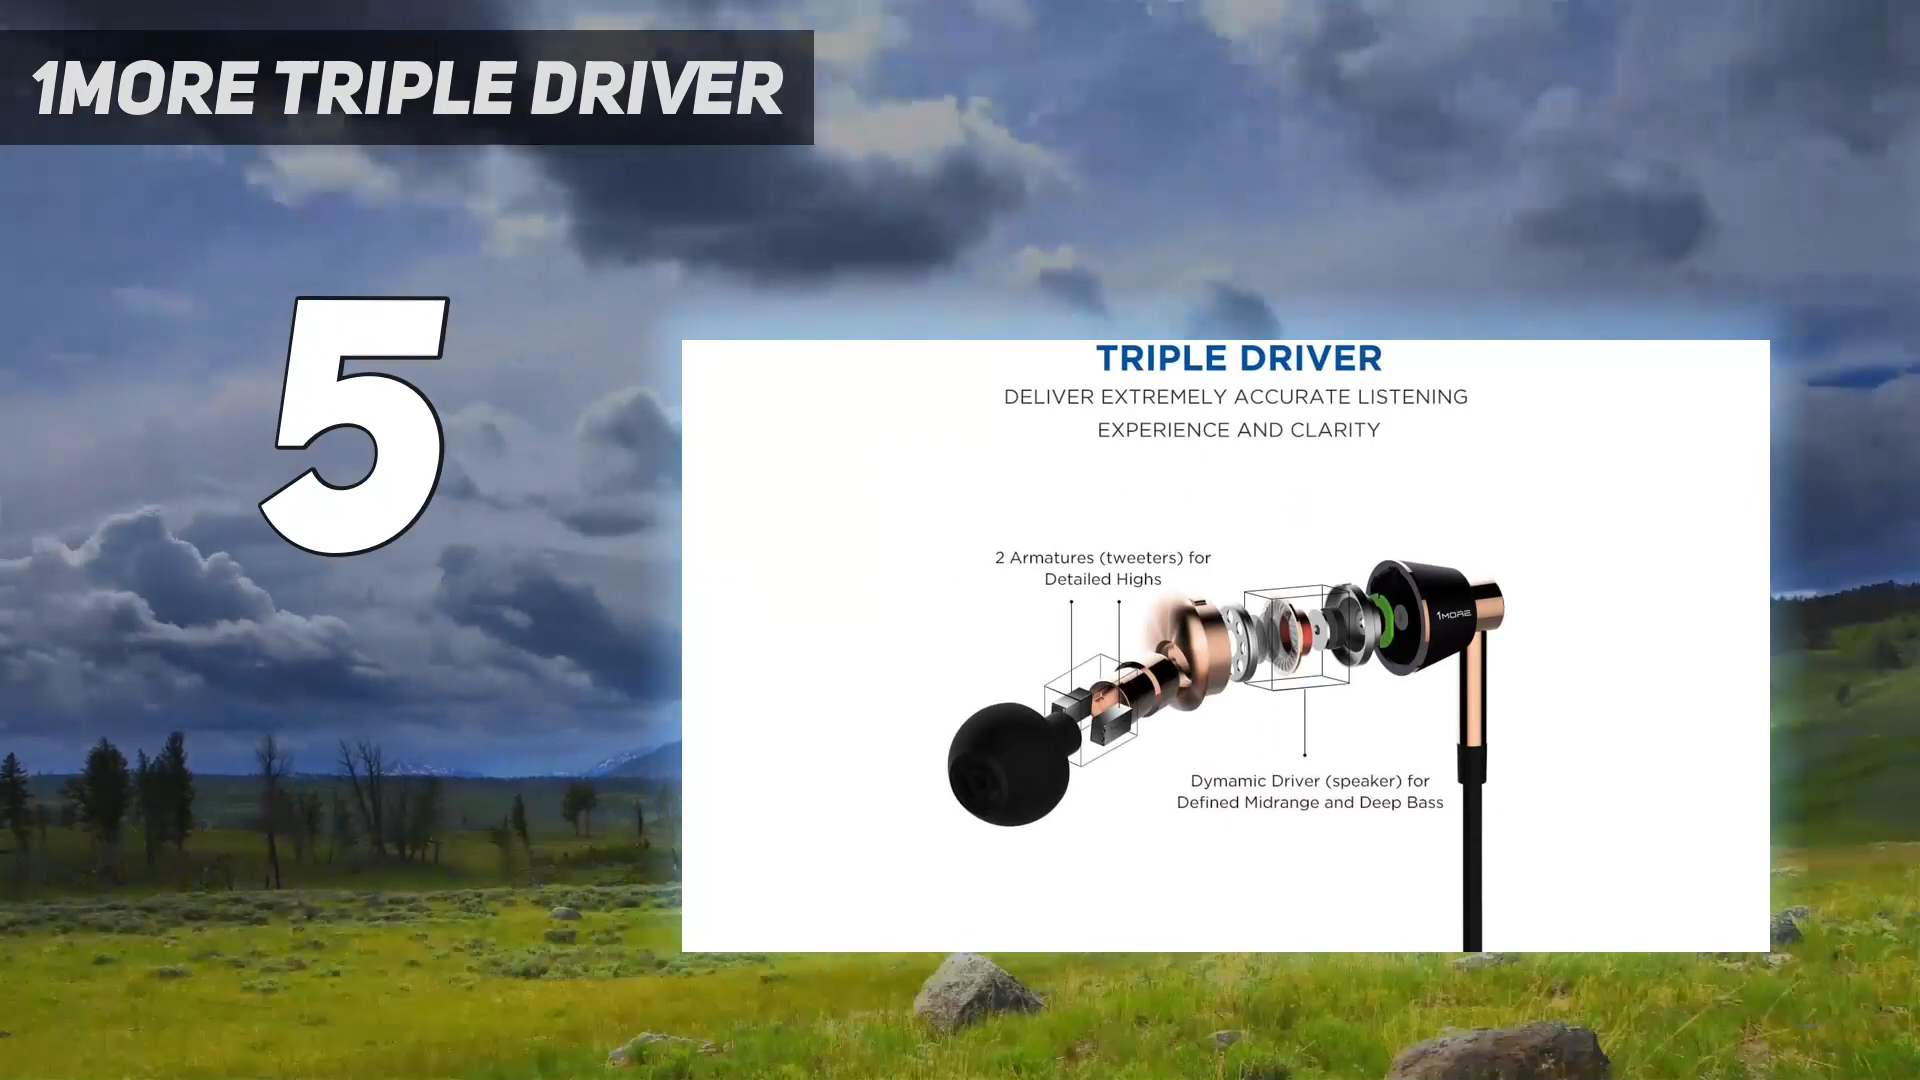 1MORE TRIPLE DRIVER
5
TRIPLE DRIVER
DELIVER EXTREMELY ACCURATE LISTENING
EXPERIENCE AND CLARITY
2 Armatures (tweeters) for
Detailed Highs
1MORE
Dymamic Driver (speaker) for
Defined Midrange and Deep Bass